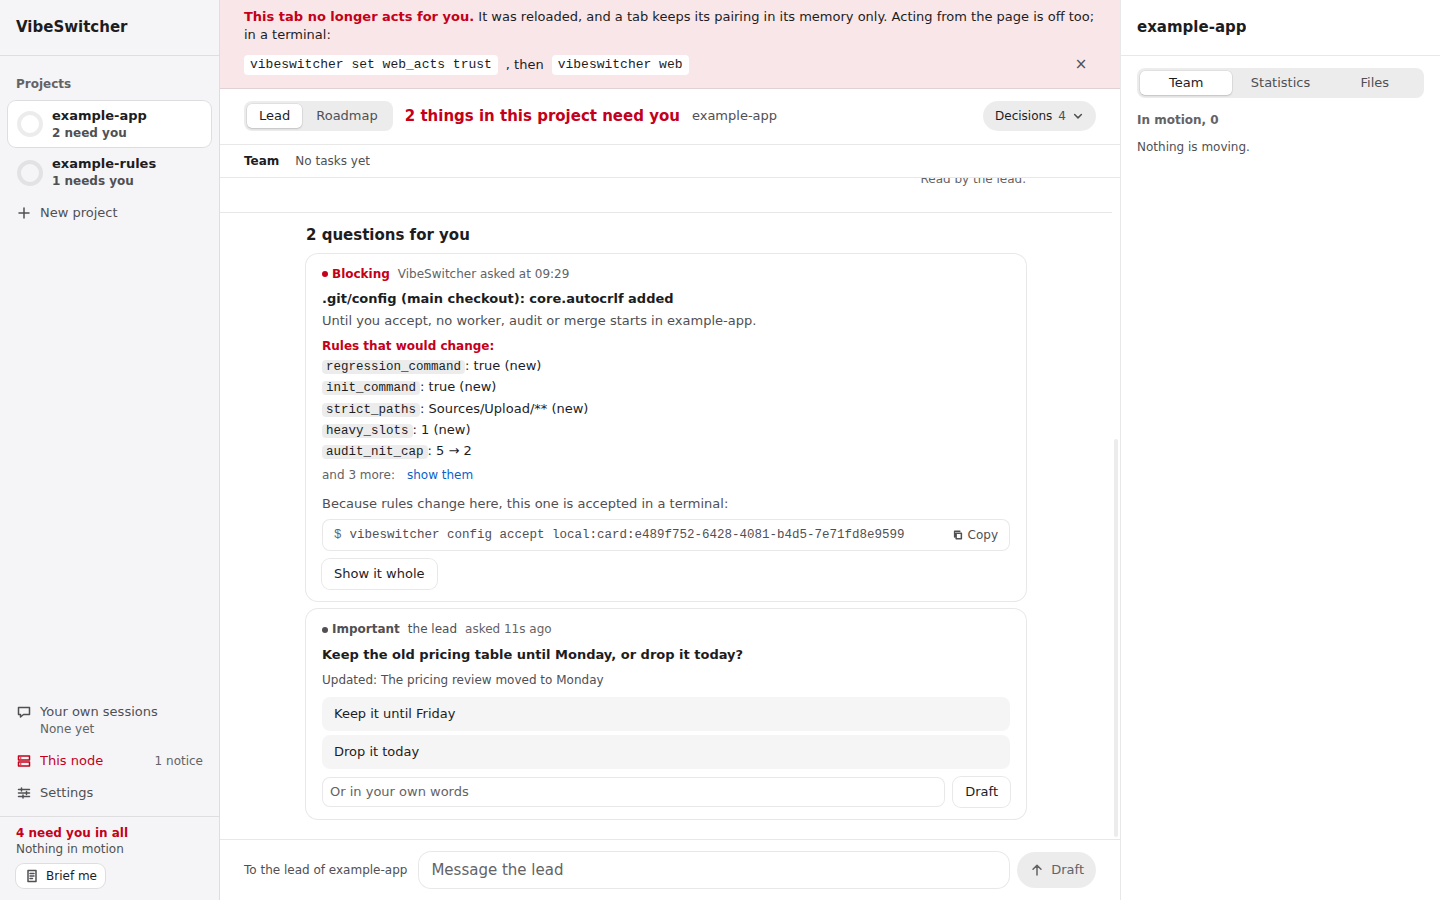 VibeSwitcher
Projects
example-app
2 need you
example-rules
1 needs you
New project
Your own sessions
None yet
This node 1 notice
Settings
4 need you in all
Nothing in motion
Brief me
This tab no longer acts for you. It was reloaded, and a tab keeps its pairing in its memory only. Acting from the page is off too;
in a terminal:
vibeswitcher set web_acts trust , then vibeswitcher web ×
Lead Roadmap 2 things in this project need you example-app Decisions 4
Team No tasks yet
Read by the lead.
2 questions for you
Blocking VibeSwitcher asked at 09:29
.git/config (main checkout): core.autocrlf added
Until you accept, no worker, audit or merge starts in example-app.
Rules that would change:
regression_command: true (new)
init_command: true (new)
strict_paths: Sources/Upload/** (new)
heavy_slots: 1 (new)
audit_nit_cap: 5 → 2
and 3 more: show them
Because rules change here, this one is accepted in a terminal:
$ vibeswitcher config accept local:card:e489f752-6428-4081-b4d5-7e71fd8e9599 Copy
Show it whole
Important the lead asked 11s ago
Keep the old pricing table until Monday, or drop it today?
Updated: The pricing review moved to Monday
Keep it until Friday
Drop it today
Or in your own words Draft
To the lead of example-app Message the lead Draft
example-app
Team Statistics Files
In motion, 0
Nothing is moving.